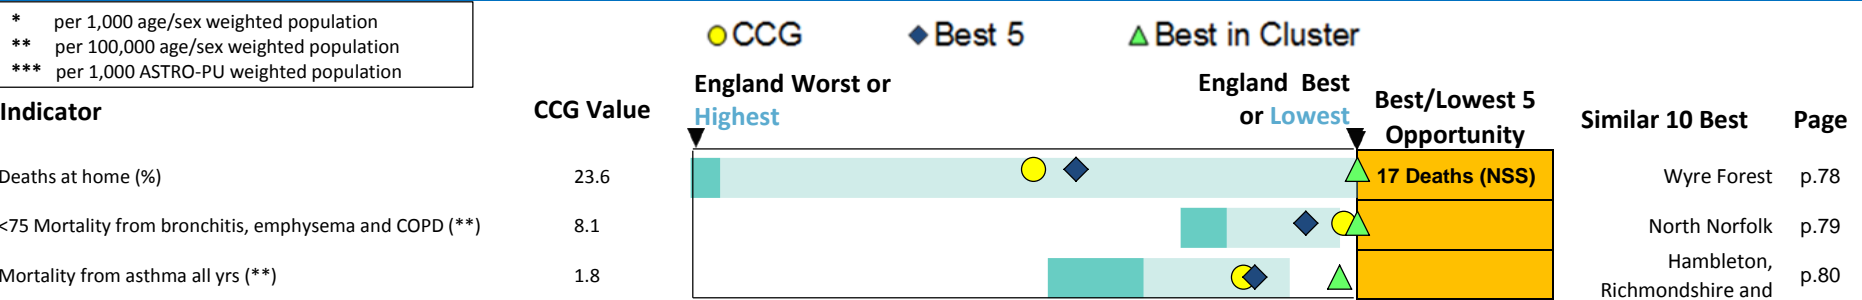 * per 1,000 age/sex weighted population
** per 100,000 age/sex weighted population
*** per 1,000 ASTRO-PU weighted population
CCG Best 5 Best in Cluster
Indicator
CCG Value
England Worst or
Highest
England Best
or Lowest
Best/Lowest 5
Opportunity
Similar 10 Best
Page
Deaths at home (%) 23.6 17 Deaths (NSS) Wyre Forest p.78
<75 Mortality from bronchitis, emphysema and COPD (**) 8.1 North Norfolk p.79
Mortality from asthma all yrs (**) 1.8 Hambleton, p.80
Richmondshire and